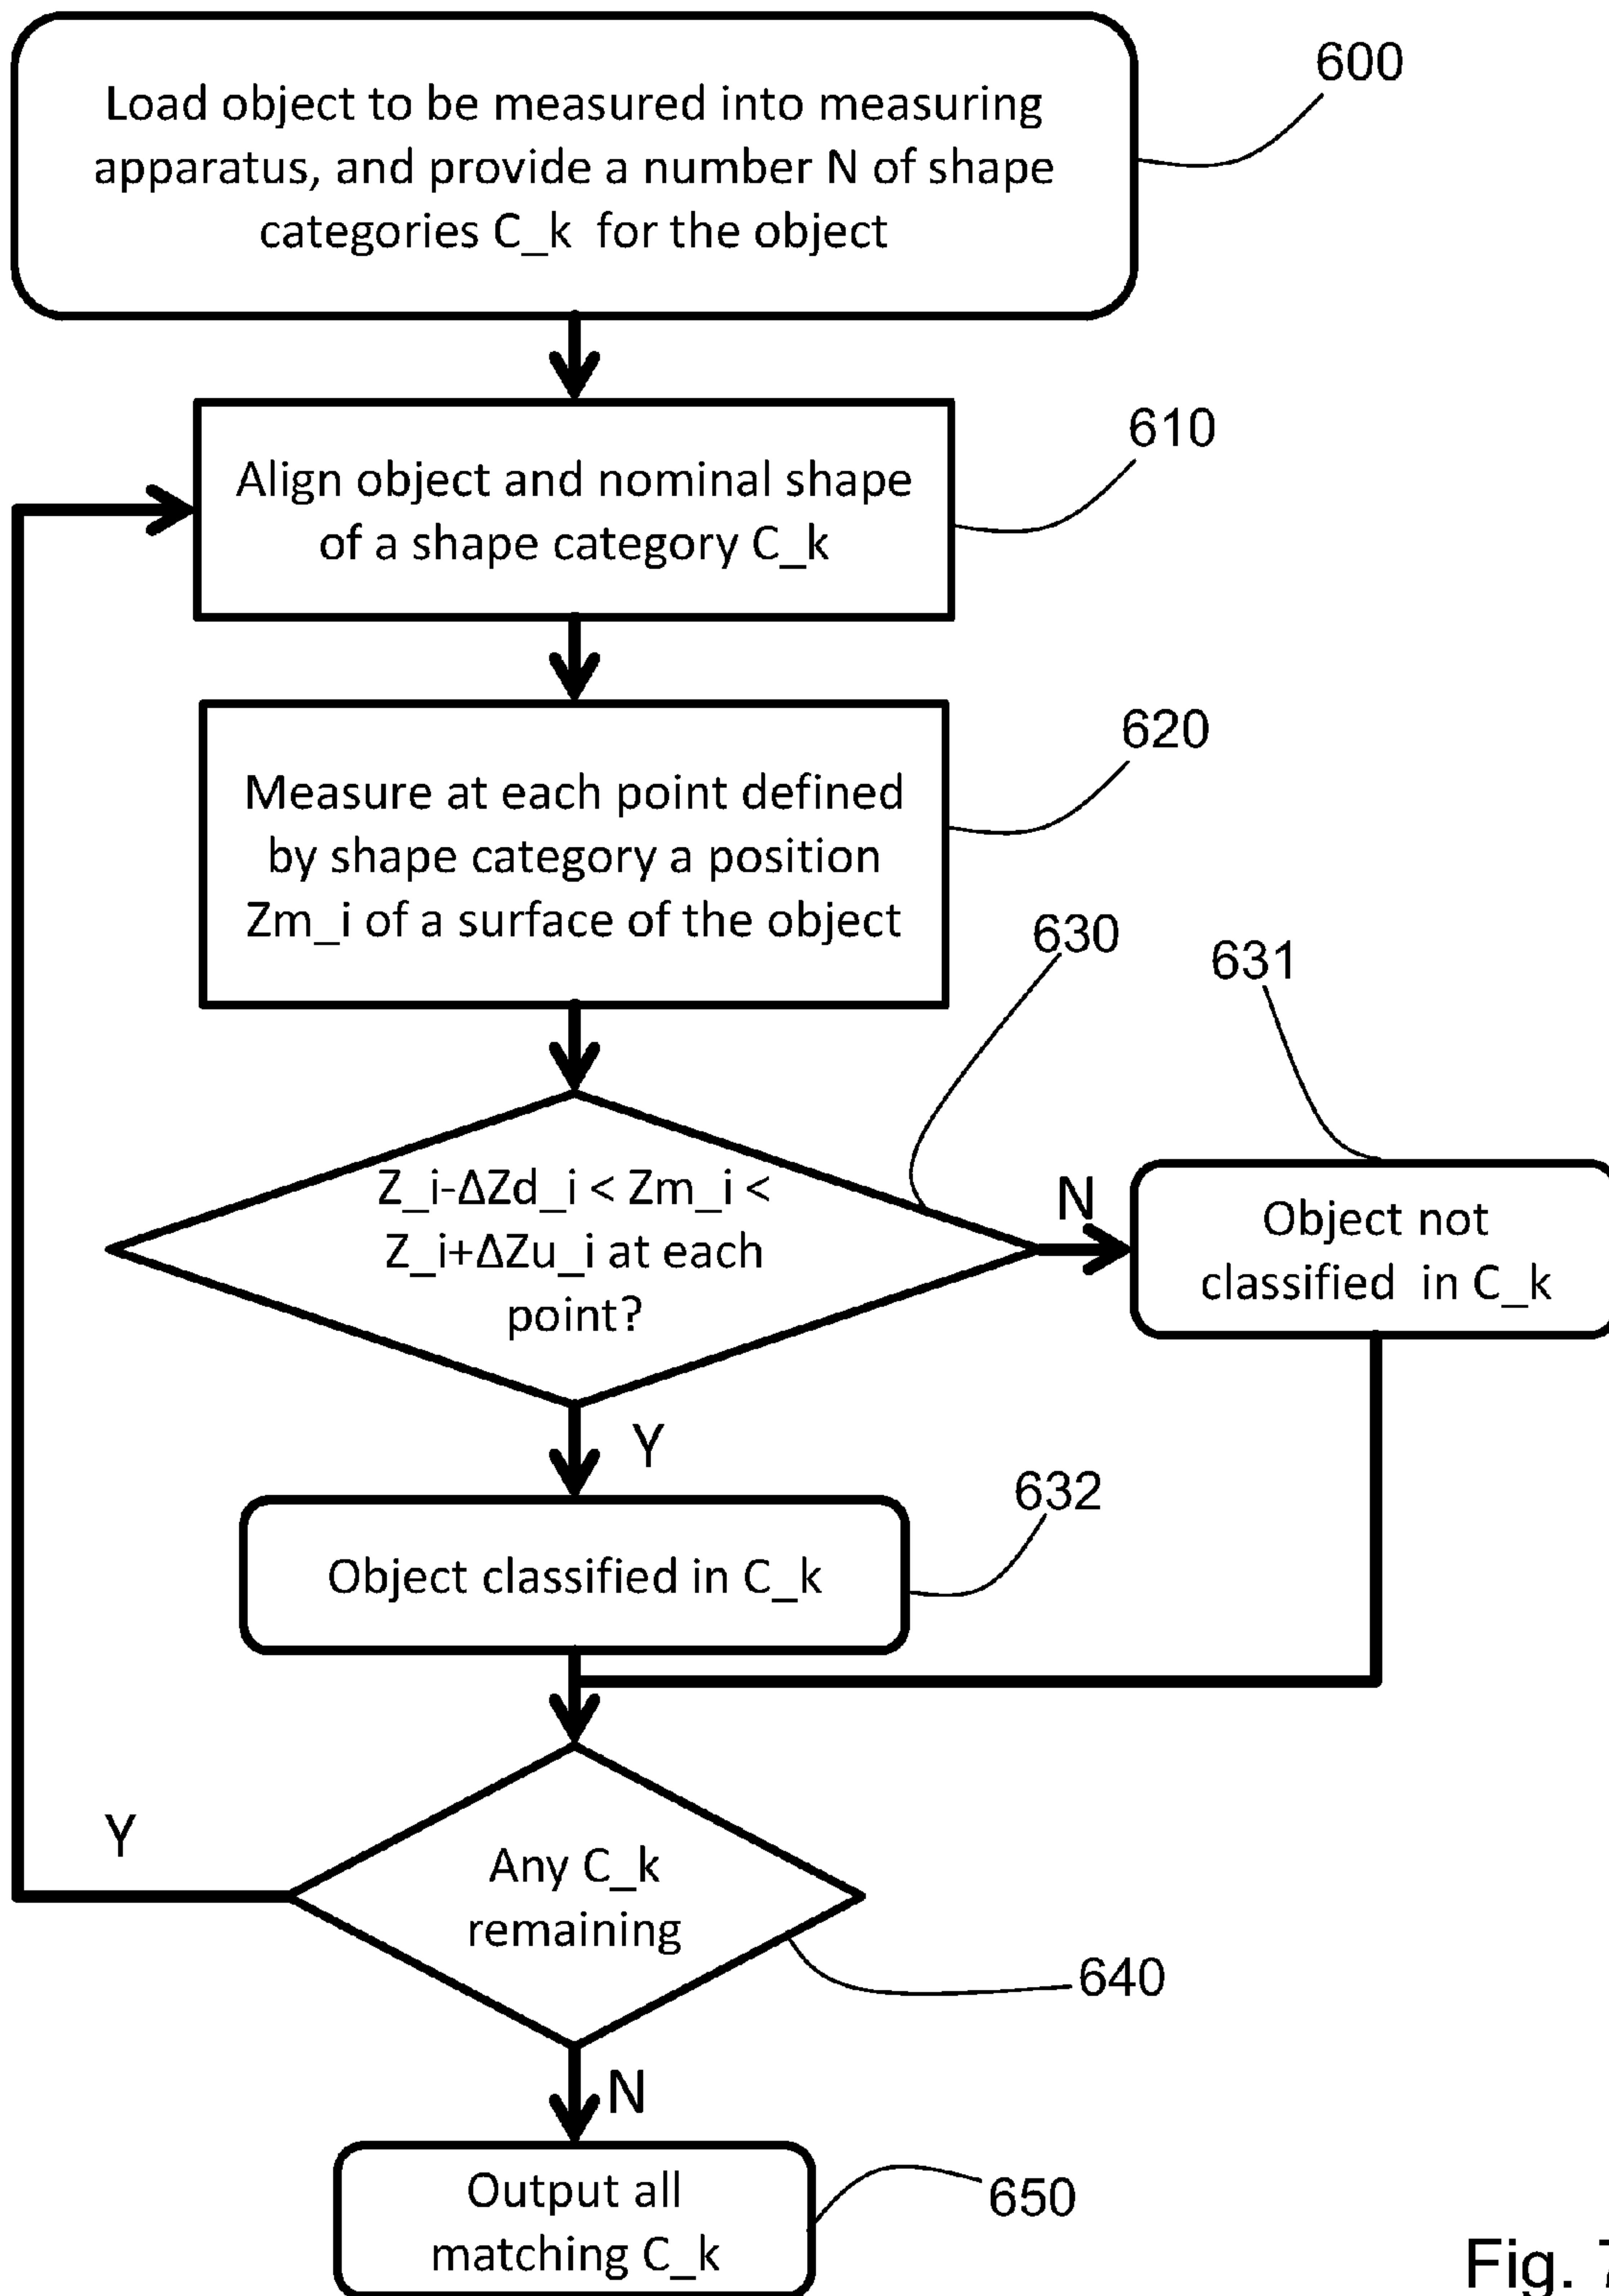 600
Load object to be measured into measuring
apparatus, and provide a number N of shape
categories C_k for the object
610
Align object and nominal shape
of a shape category C_k
620
Measure at each point defined
by shape category a position
Zm_i of a surface of the object
630
631
Z_i-ΔZd_i < Zm_i <
Z_i+ΔZu_i at each
point?
N
Object not
classified in C_k
Y
632
Object classified in C_k
Y
Any C_k
remaining
640
N
Output all
matching C_k
650
Fig. 7